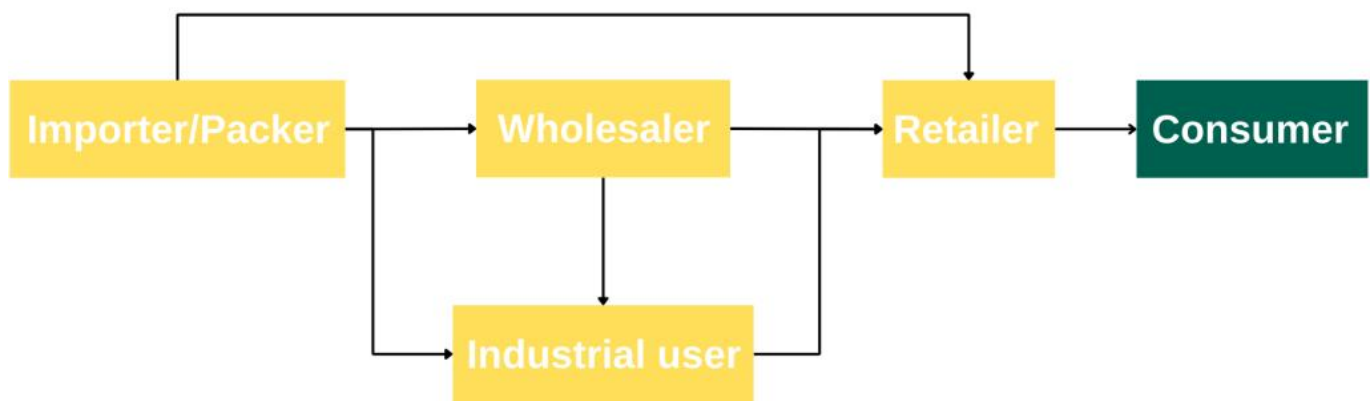 Importer/Packer
Wholesaler
Retailer
Consumer
Industrial user